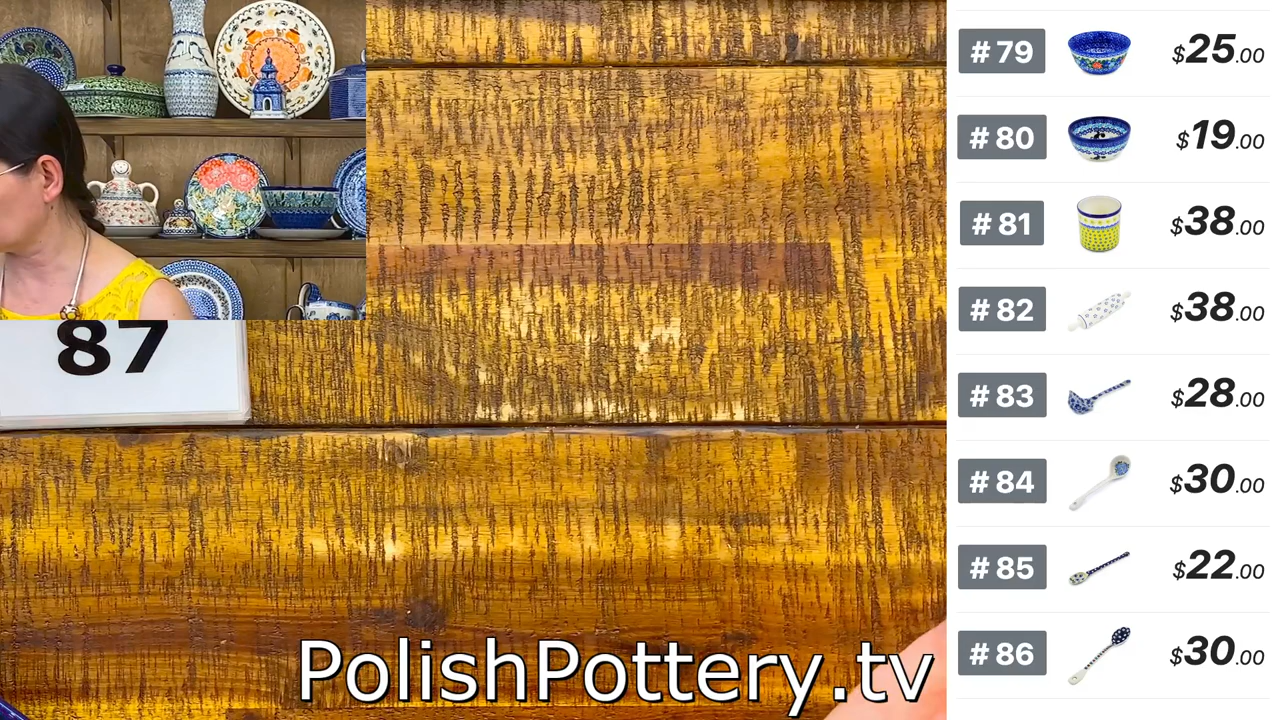 87
PolishPottery.tv
# 79 $25.00
# 80 $19.00
# 81 $38.00
# 82 $38.00
# 83 $28.00
# 84 $30.00
# 85 $22.00
# 86 $30.00